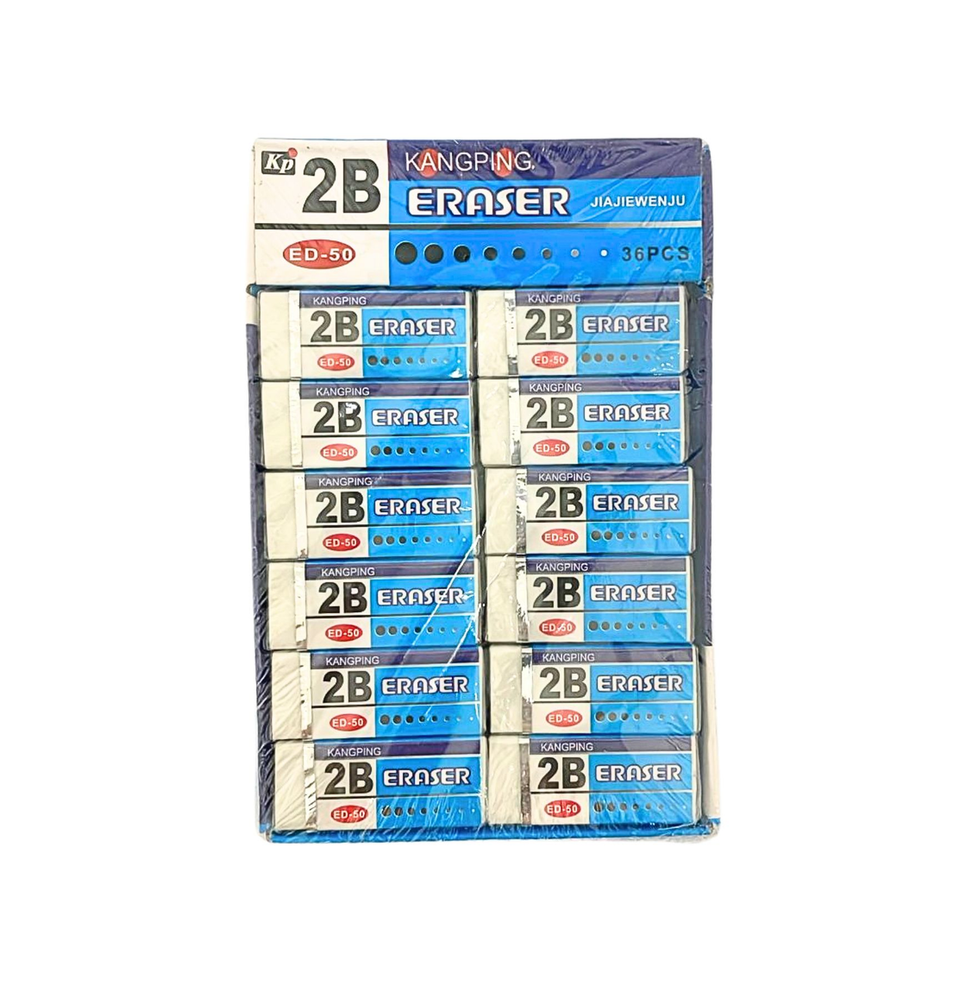 Kp 2B KANGPING
ERASER JIAJIEWENJU
ED-50 36PCS
KANGPING
2B ERASER
ED-50
KANGPING
2B ERASER
ED-50
KANGPING
2B ERASER
ED-50
KANGPING
2B ERASER
ED-50
KANGPING
2B ERASER
ED-50
KANGPING
2B ERASER
ED-50
KANGPING
2B ERASER
ED-50
KANGPING
2B ERASER
ED-50
KANGPING
2B ERASER
ED-50
KANGPING
2B ERASER
ED-50
KANGPING
2B ERASER
ED-50
KANGPING
2B ERASER
ED-50